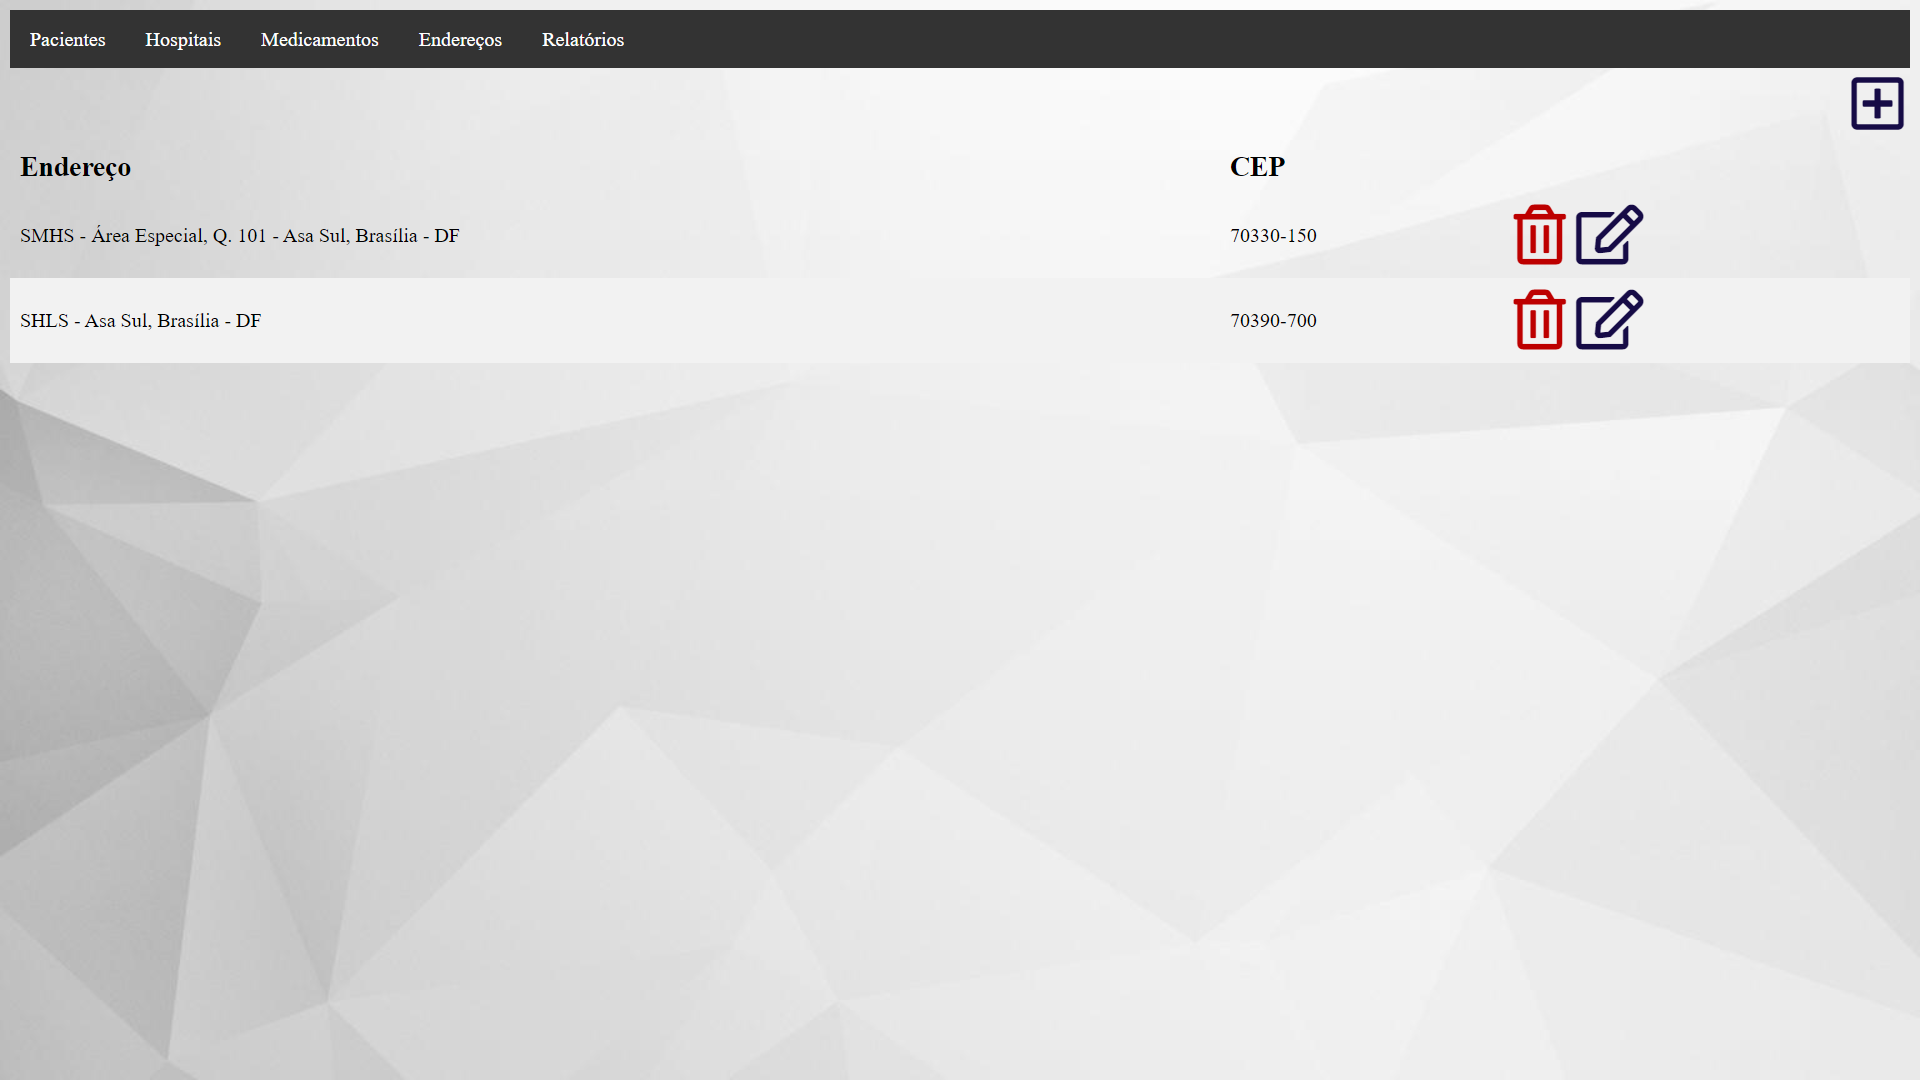 Pacientes Hospitais Medicamentos Endereços Relatórios
Endereço CEP
SMHS - Área Especial, Q. 101 - Asa Sul, Brasília - DF 70330-150
SHLS - Asa Sul, Brasília - DF 70390-700